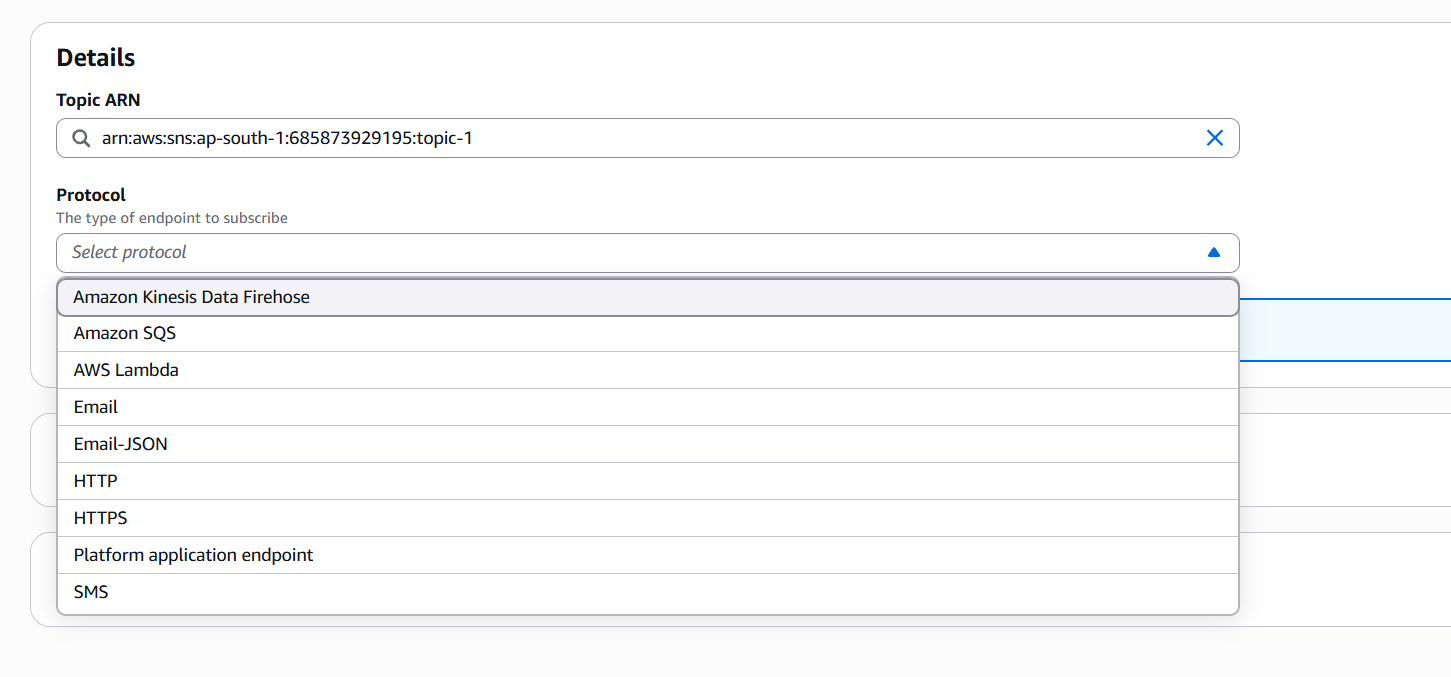 Details
Topic ARN
arn:aws:sns:ap-south-1:685873929195:topic-1
Protocol
The type of endpoint to subscribe
Select protocol
Amazon Kinesis Data Firehose
Amazon SQS
AWS Lambda
Email
Email-JSON
HTTP
HTTPS
Platform application endpoint
SMS